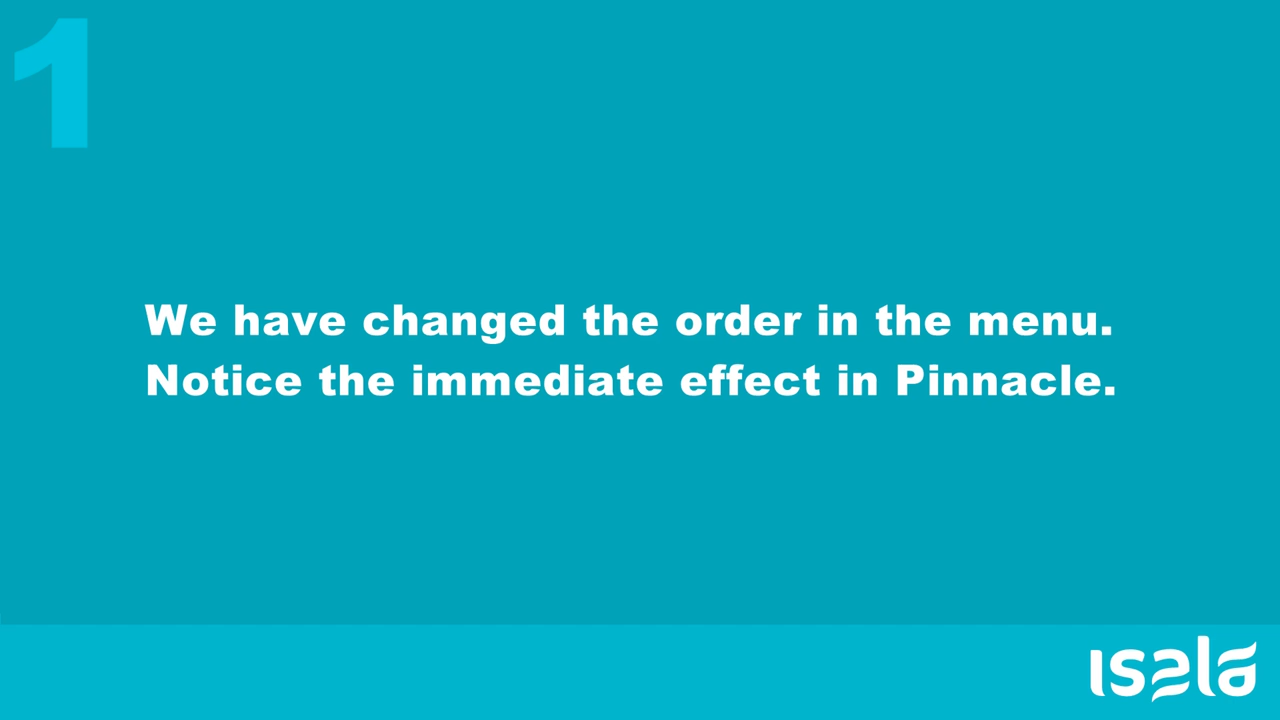 1
We have changed the order in the menu.
Notice the immediate effect in Pinnacle.
isala